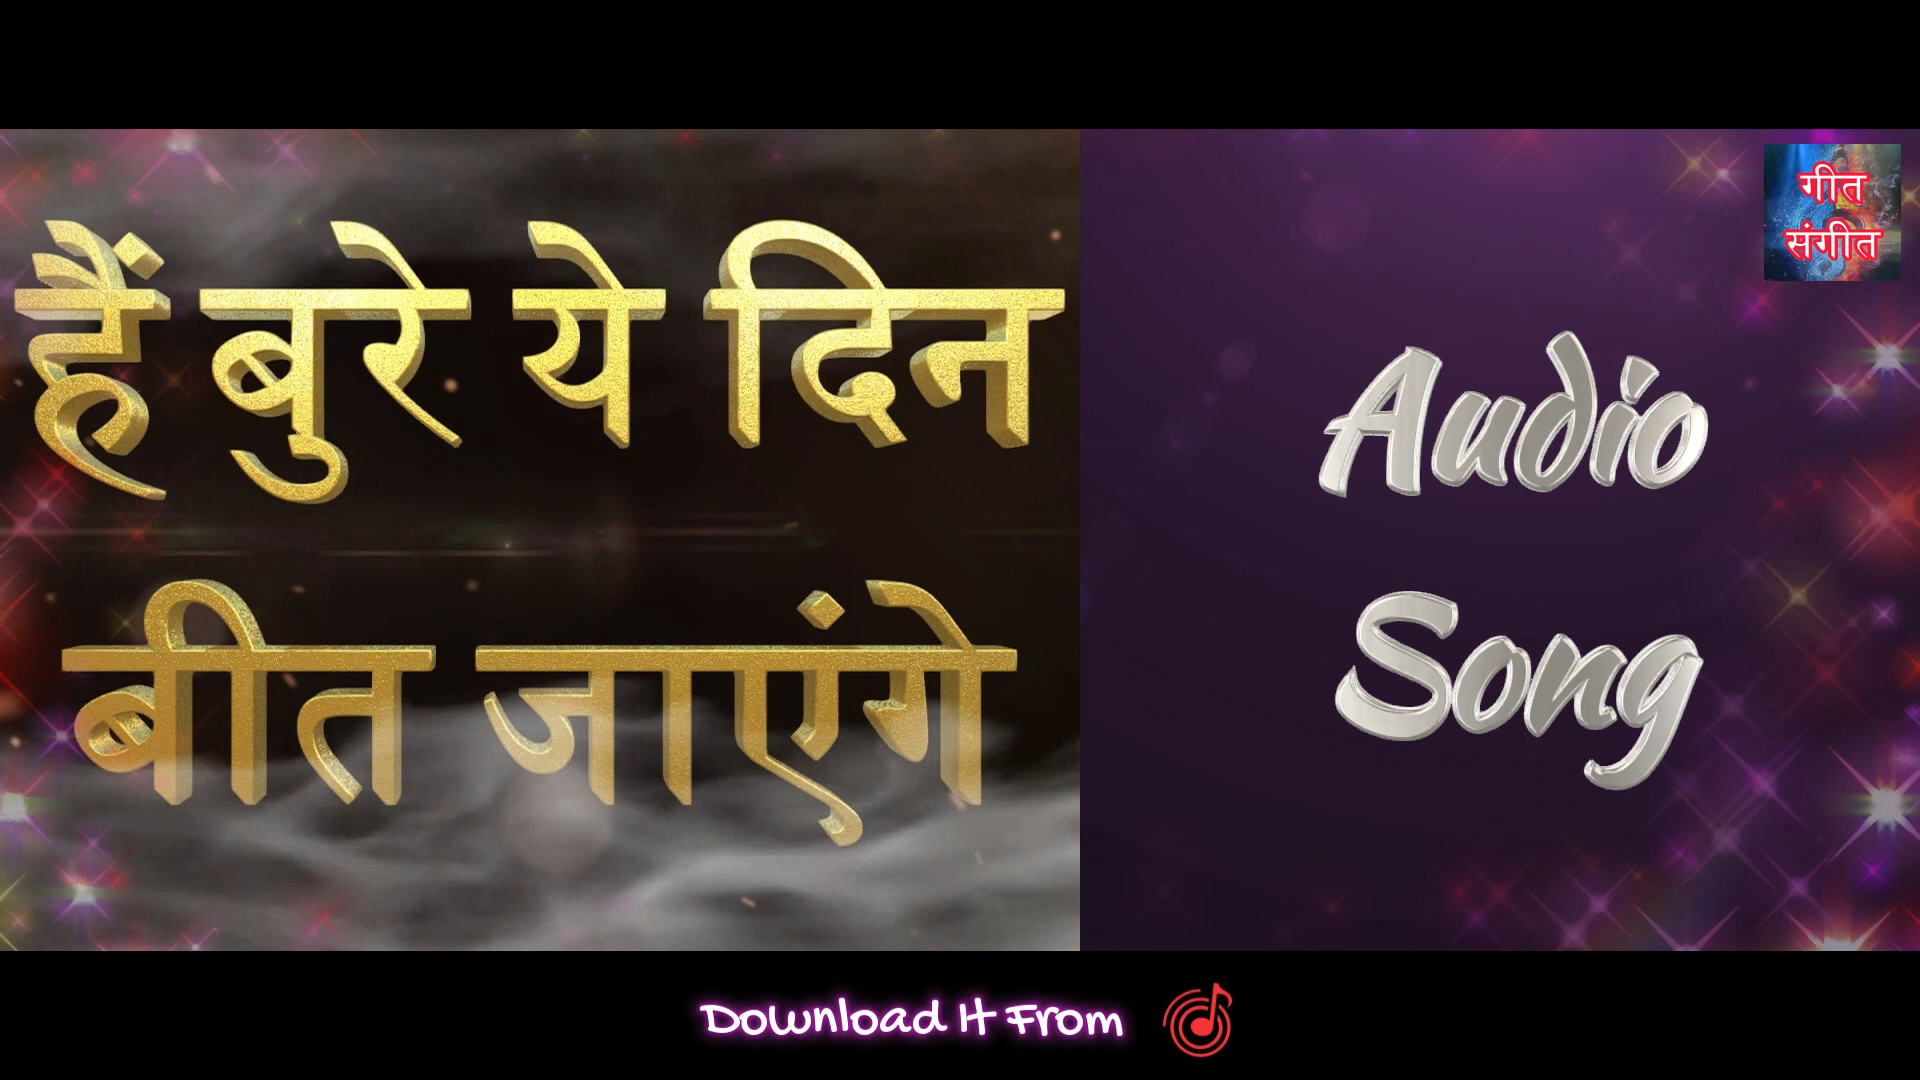 हैं बुरे ये दिन
बीत जाएंगे
Audio
Song
गीत
संगीत
Download It From